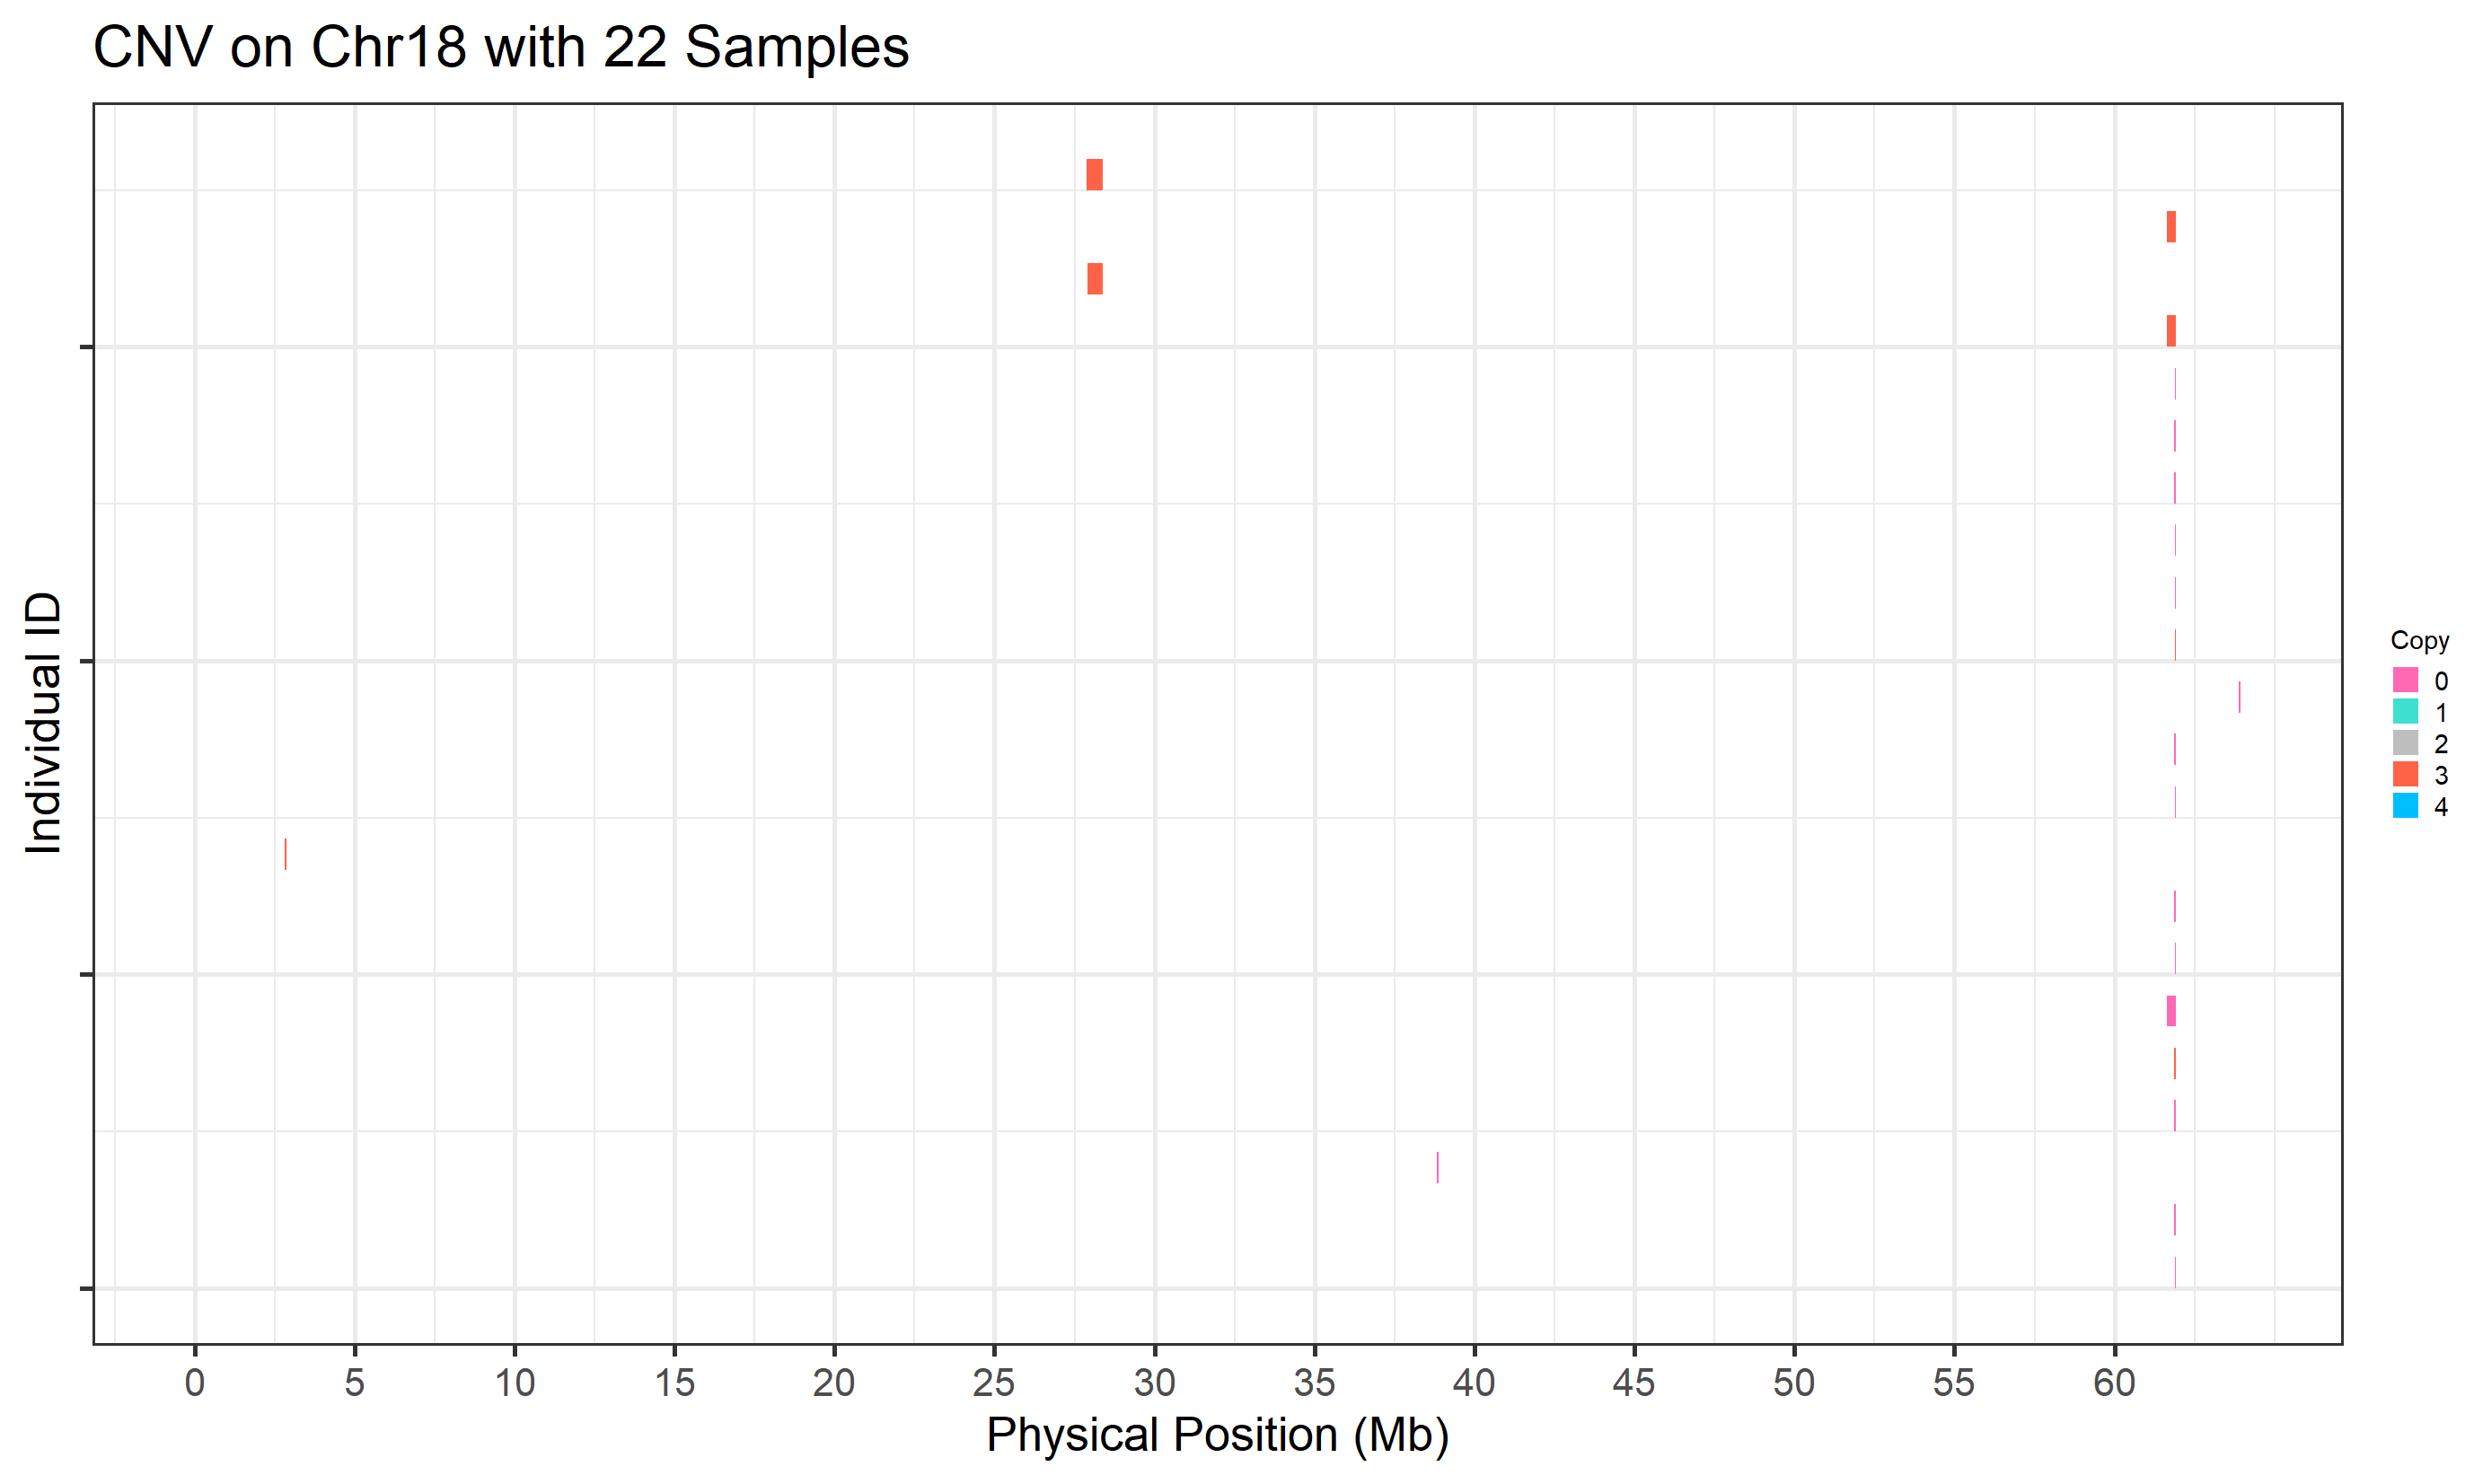 CNV on Chr18 with 22 Samples
Individual ID
Copy
0
1
2
3
4
0 5 10 15 20 25 30 35 40 45 50 55 60
Physical Position (Mb)